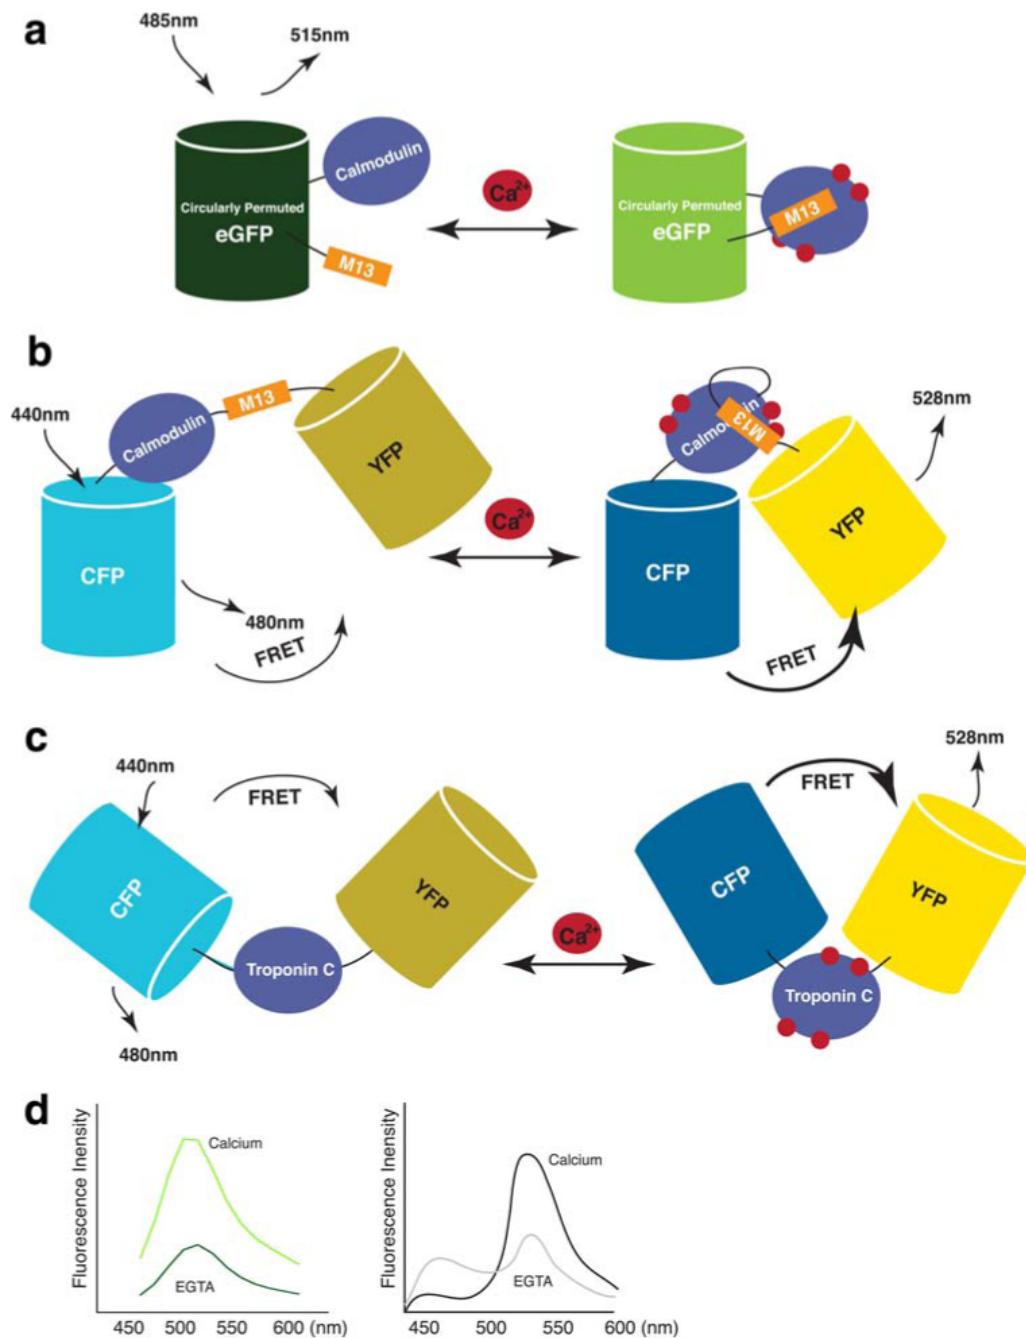 a
485nm
515nm
Calmodulin
Circularly Permuted
eGFP
M13
Ca2+
Circularly Permuted
eGFP
M13
b
440nm
Calmodulin
M13
YFP
CFP
480nm
FRET
Ca2+
Calmodulin
M13
528nm
YFP
CFP
FRET
c
440nm
FRET
CFP
YFP
Troponin C
480nm
Ca2+
528nm
FRET
CFP
YFP
Troponin C
d
Fluorescence Inensity
Calcium
EGTA
450 500 550 600 (nm)
Fluorescence Inensity
Calcium
EGTA
450 500 550 600 (nm)